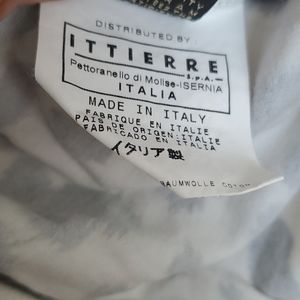 DISTRIBUTED BY:
ITTIERRE
S.P.A.
Pettoranello di Molise-ISERNIA
ITALIA
MADE IN ITALY
FABRIQUE EN ITALIE
PAIS DE ORIGEN:ITALIE
FABRICADO EN ITALIA
イタリア製
BAUMWOLLE